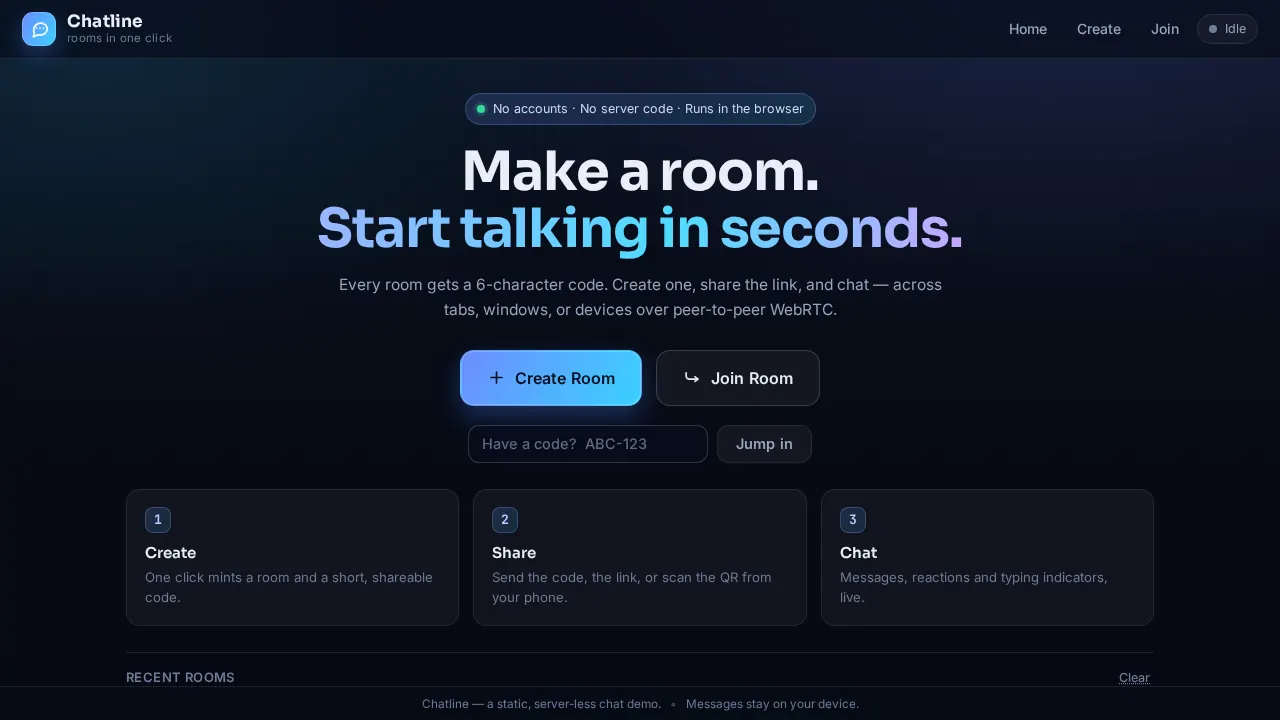 Chatline
rooms in one click
Home
Create
Join
Idle
No accounts · No server code · Runs in the browser
Make a room.
Start talking in seconds.
Every room gets a 6-character code. Create one, share the link, and chat — across
tabs, windows, or devices over peer-to-peer WebRTC.
Create Room
Join Room
Have a code? ABC-123
Jump in
1
Create
One click mints a room and a short, shareable
code.
2
Share
Send the code, the link, or scan the QR from
your phone.
3
Chat
Messages, reactions and typing indicators,
live.
RECENT ROOMS
Clear
Chatline — a static, server-less chat demo. • Messages stay on your device.